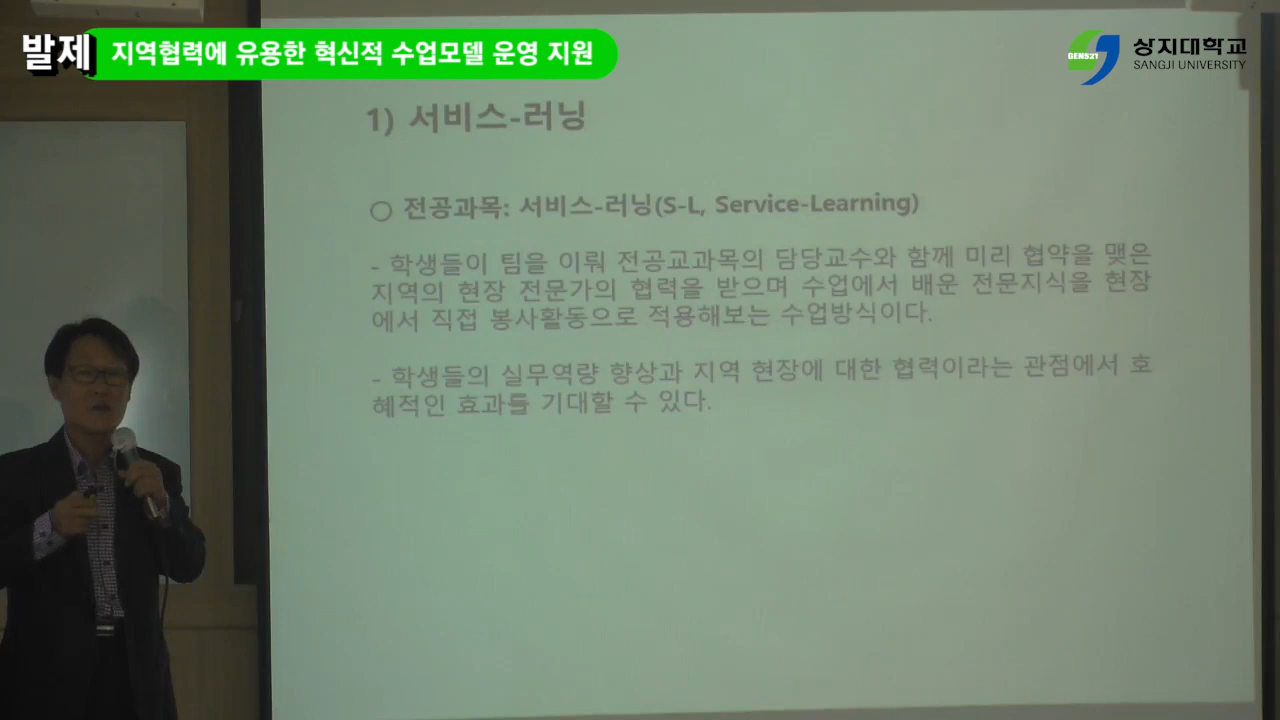 발제 지역협력에 유용한 혁신적 수업모델 운영 지원
GENS21 상지대학교
SANGJI UNIVERSITY
1) 서비스-러닝
○ 전공과목: 서비스-러닝(S-L, Service-Learning)
- 학생들이 팀을 이뤄 전공교과목의 담당교수와 함께 미리 협약을 맺은
지역의 현장 전문가의 협력을 받으며 수업에서 배운 전문지식을 현장
에서 직접 봉사활동으로 적용해보는 수업방식이다.
- 학생들의 실무역량 향상과 지역 현장에 대한 협력이라는 관점에서 호
혜적인 효과를 기대할 수 있다.